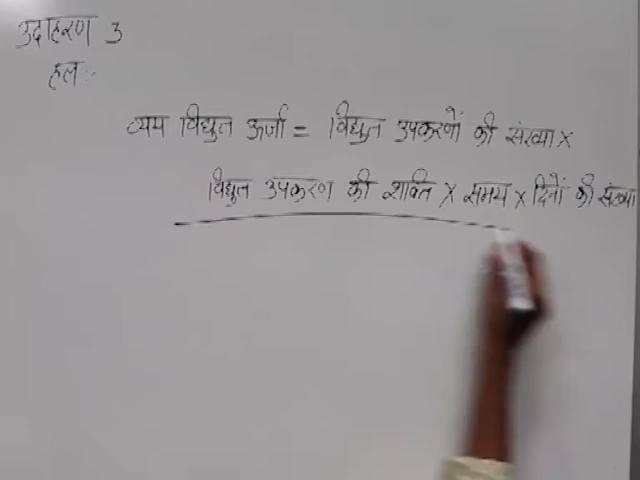 उदाहरण 3
हल :-
व्यय विद्युत ऊर्जा = विद्युत उपकरणों की संख्या ×
विद्युत उपकरण की शक्ति × समय × दिनों की संख्या